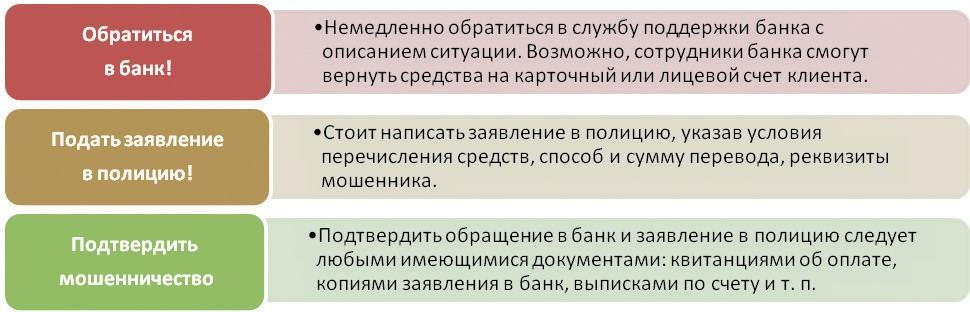 Обратиться
в банк!
•Немедленно обратиться в службу поддержки банка с
описанием ситуации. Возможно, сотрудники банка смогут
вернуть средства на карточный или лицевой счет клиента.
Подать заявление
в полицию!
•Стоит написать заявление в полицию, указав условия
перечисления средств, способ и сумму перевода, реквизиты
мошенника.
Подтвердить
мошенничество
•Подтвердить обращение в банк и заявление в полицию следует
любыми имеющимися документами: квитанциями об оплате,
копиями заявления в банк, выписками по счету и т. п.